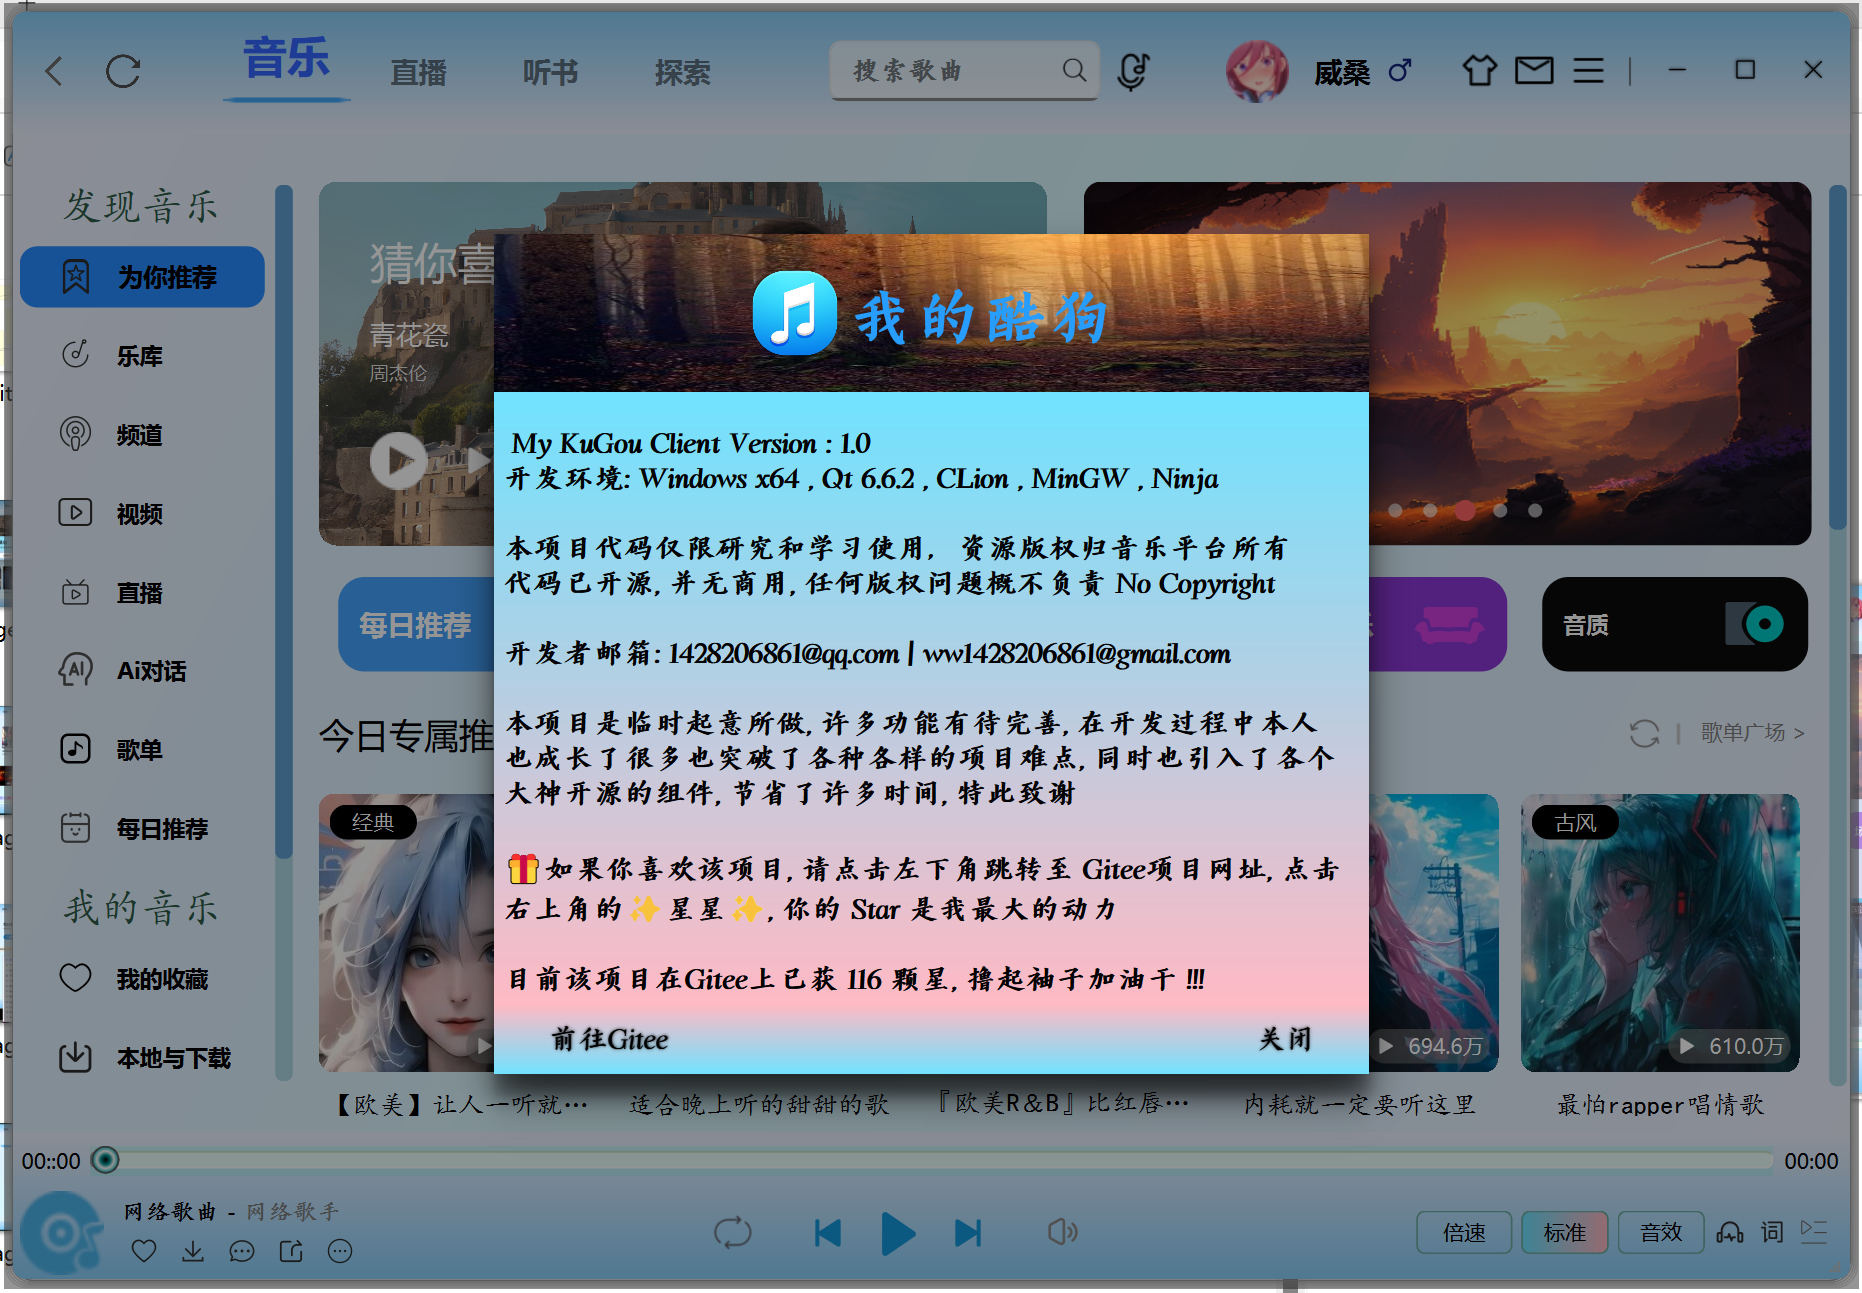 音乐
直播
听书
探索
搜索歌曲
威桑
发现音乐
为你推荐
乐库
频道
视频
直播
Ai对话
歌单
每日推荐
我的音乐
我的收藏
本地与下载
猜你喜
青花瓷
周杰伦
我的酷狗
My KuGou Client Version : 1.0
开发环境: Windows x64 , Qt 6.6.2 , CLion , MinGW , Ninja
本项目代码仅限研究和学习使用, 资源版权归音乐平台所有
代码已开源, 并无商用, 任何版权问题概不负责 No Copyright
开发者邮箱: 1428206861@qq.com | ww1428206861@gmail.com
本项目是临时起意所做, 许多功能有待完善, 在开发过程中本人
也成长了很多也突破了各种各样的项目难点, 同时也引入了各个
大神开源的组件, 节省了许多时间, 特此致谢
🎁如果你喜欢该项目, 请点击左下角跳转至 Gitee项目网址, 点击
右上角的✨星星✨, 你的 Star 是我最大的动力
目前该项目在Gitee上已获 116 颗星, 撸起袖子加油干 !!!
前往Gitee
关闭
每日推荐
音质
今日专属推
歌单广场 >
经典
古风
694.6万
610.0万
【欧美】让人一听就…
适合晚上听的甜甜的歌
『欧美R&B』比红唇…
内耗就一定要听这里
最怕rapper唱情歌
00::00
00:00
网络歌曲 - 网络歌手
倍速
标准
音效
词